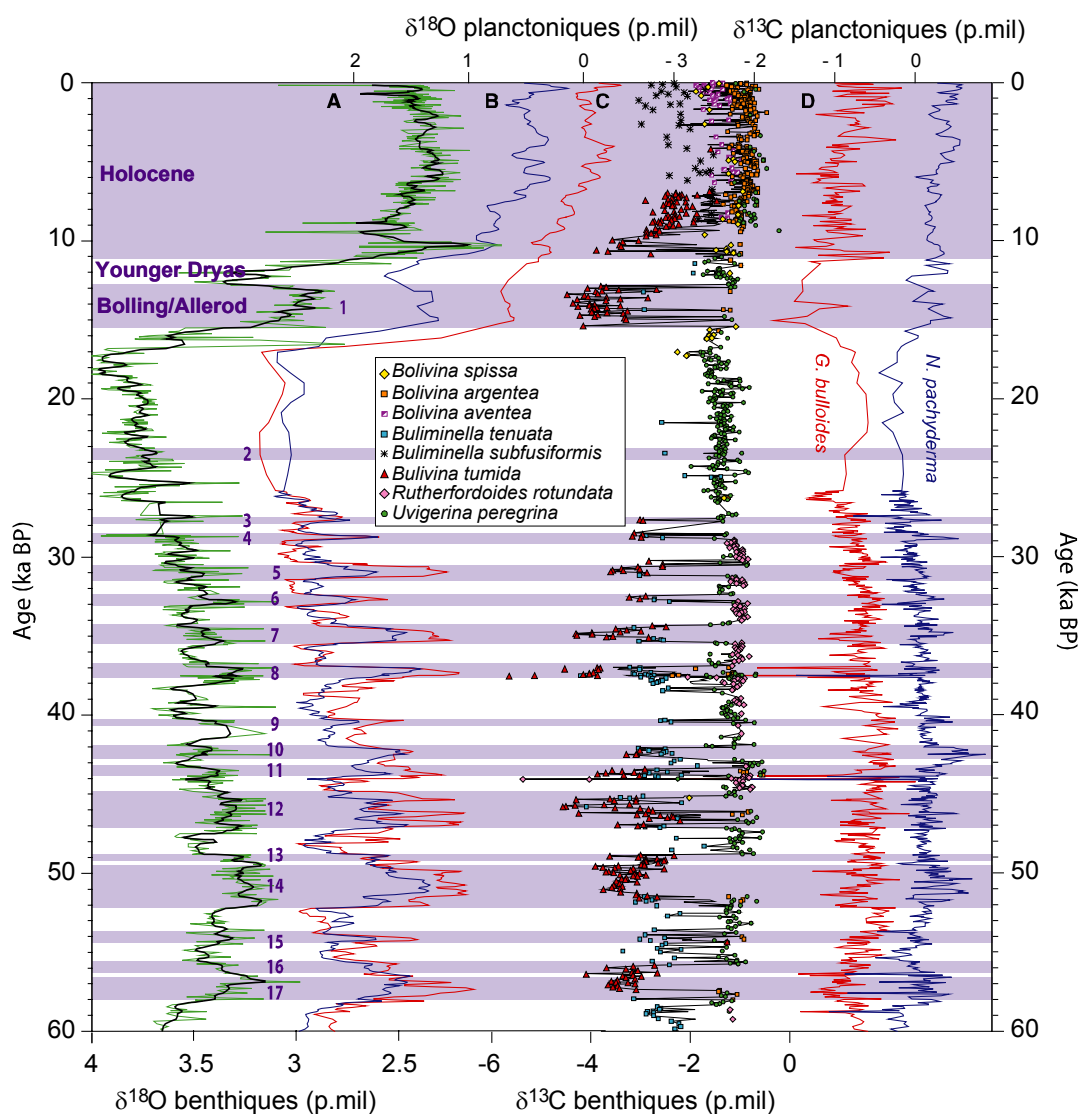 δ18O planctoniques (p.mil)
δ13C planctoniques (p.mil)
2 1 0 -3 -2 -1 0
0 A B C D 0
Holocene
10 10
Younger Dryas
Bolling/Allerod 1
Bolivina spissa
Bolivina argentea
Bolivina aventea
Buliminella tenuata
Buliminella subfusiformis
Bulivina tumida
Rutherfordoides rotundata
Uvigerina peregrina
G. bulloides
N. pachyderma
20 20
2
3
4
30 30
5
6
7
8
Age (ka BP)
Age (ka BP)
40 40
9
10
11
12
13
50 50
14
15
16
17
60 60
4 3.5 3 2.5 -6 -4 -2 0
δ18O benthiques (p.mil)
δ13C benthiques (p.mil)